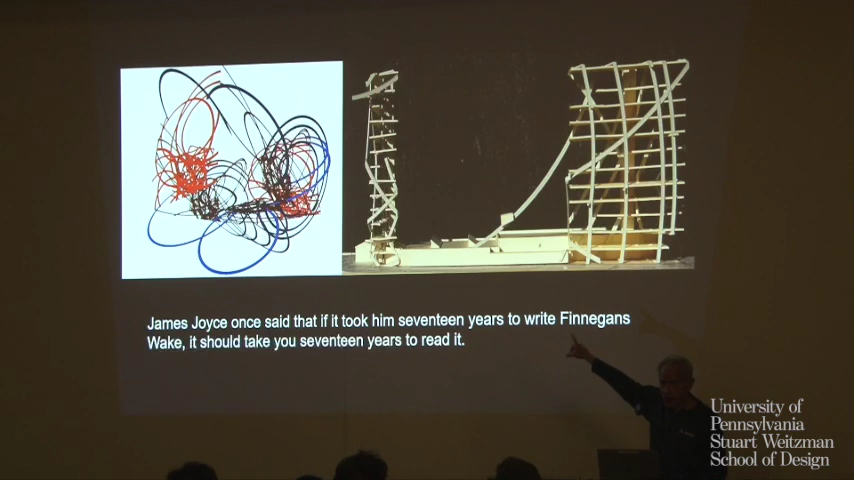 James Joyce once said that if it took him seventeen years to write Finnegans
Wake, it should take you seventeen years to read it.
University of
Pennsylvania
Stuart Weitzman
School of Design